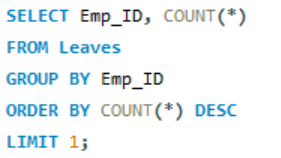 SELECT Emp_ID, COUNT(*)
FROM Leaves
GROUP BY Emp_ID
ORDER BY COUNT(*) DESC
LIMIT 1;